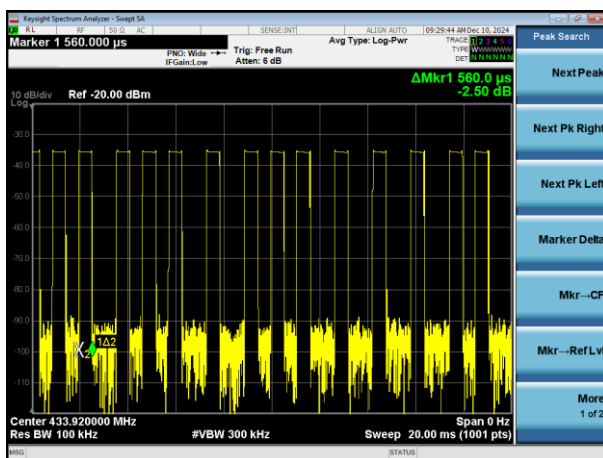 Keysight Spectrum Analyzer - Swept SA
RL RF 50 Ω AC SENSE:INT ALIGN AUTO 09:29:44 AM Dec 10, 2024
Marker 1 560.000 µs
PNO: Wide
IFGain:Low
Trig: Free Run
Atten: 6 dB
Avg Type: Log-Pwr
TRACE 1 2 3 4 5 6
TYPE WWWWWW
DET NNNNNN
Peak Search
ΔMkr1 560.0 µs
-2.50 dB
10 dB/div
Log
Ref -20.00 dBm
-30.0
-40.0
-50.0
-60.0
-70.0
-80.0
-90.0
-100
-110
X2
1Δ2
Center 433.920000 MHz
Span 0 Hz
Res BW 100 kHz
#VBW 300 kHz
Sweep 20.00 ms (1001 pts)
MSG
STATUS
Next Peak
Next Pk Right
Next Pk Left
Marker Delta
Mkr→CF
Mkr→Ref Lvl
More
1 of 2